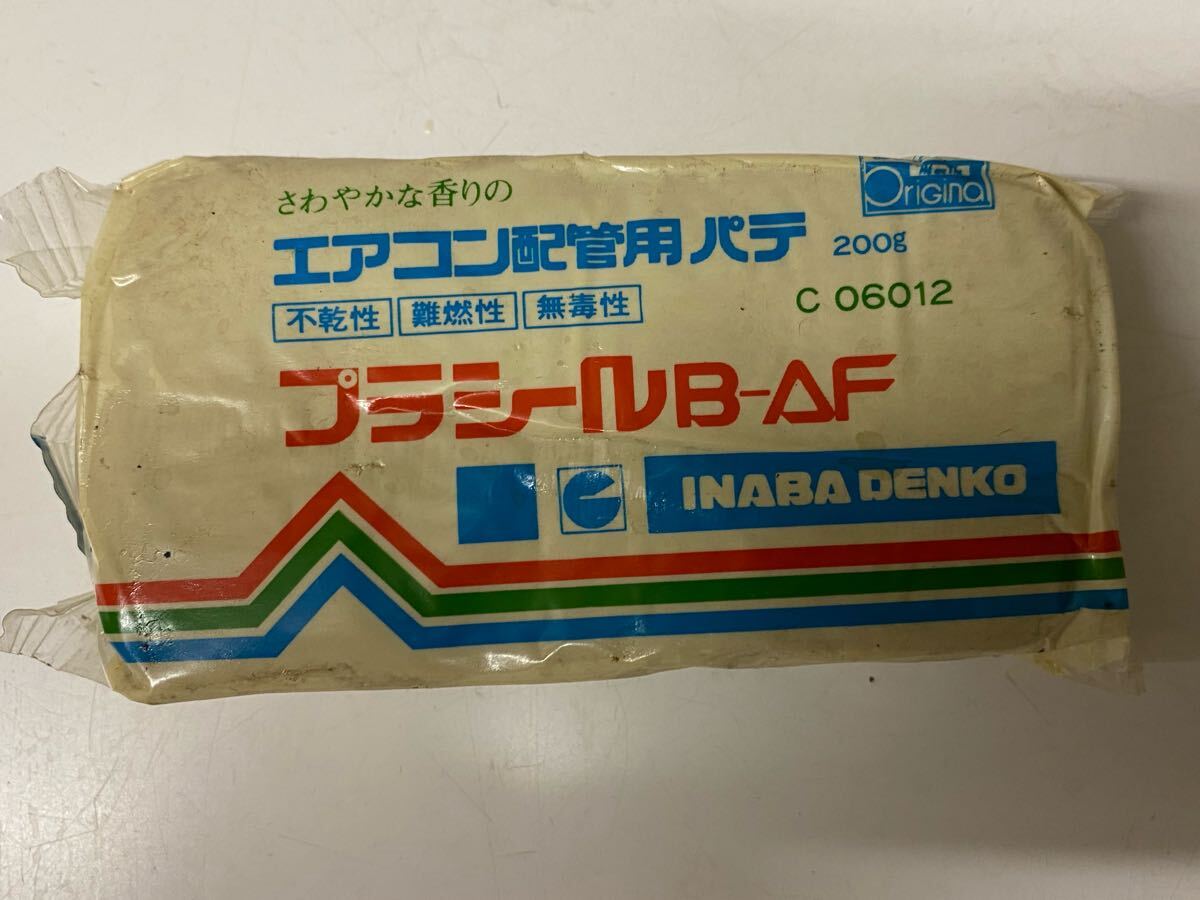 さわやかな香りの
エアコン配管用パテ 200g
Original
不乾性 難燃性 無毒性
C 06012
プラシールB-AF
INABA DENKO